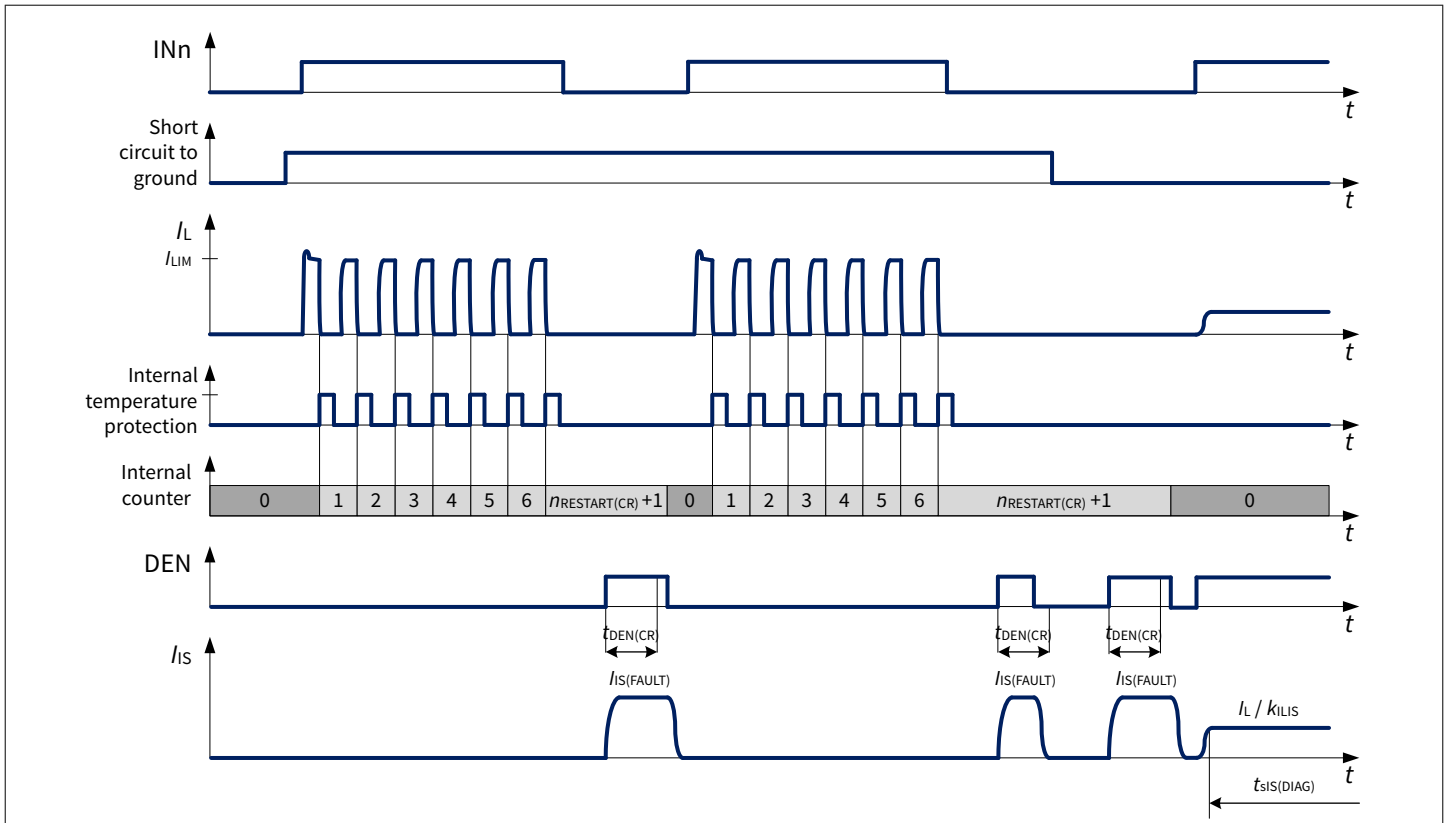 INn
t
Short
circuit to
ground
t
IL
ILIM
t
Internal
temperature
protection
t
Internal
counter
0 1 2 3 4 5 6 nRESTART(CR) +1 0 1 2 3 4 5 6 nRESTART(CR) +1 0
t
DEN
t
tDEN(CR) tDEN(CR) tDEN(CR)
IIS
IIS(FAULT) IIS(FAULT) IIS(FAULT)
IL / kILIS
t
tsIS(DIAG)